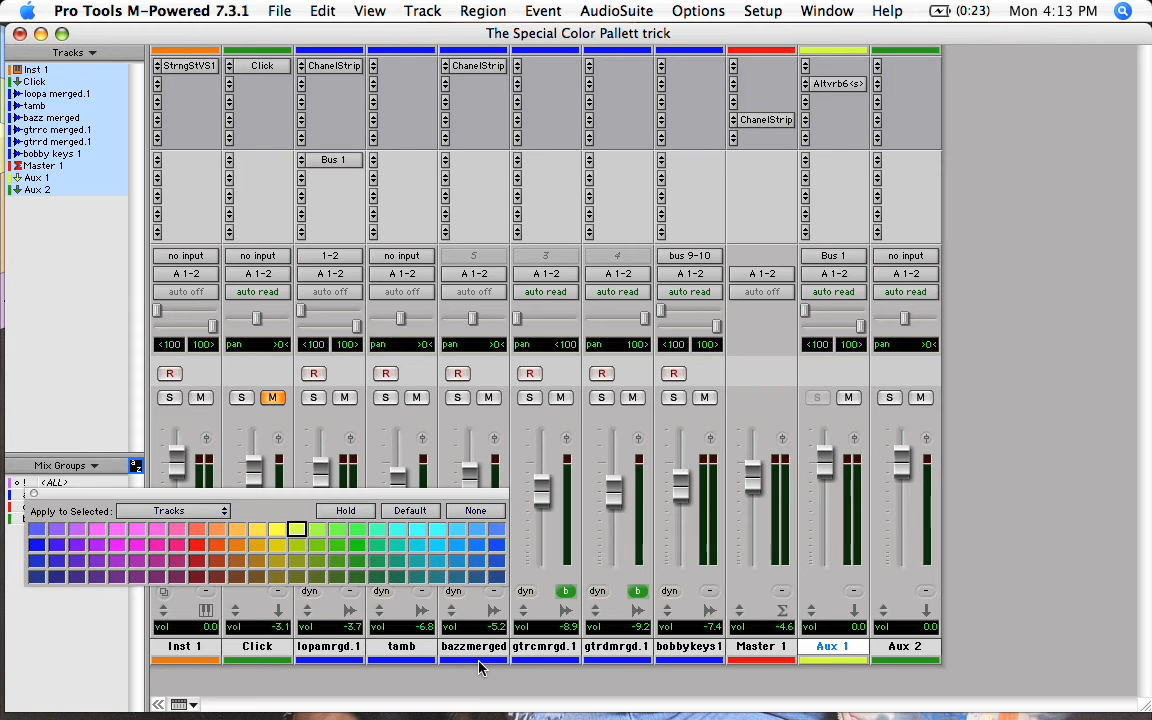 Pro Tools M-Powered 7.3.1 File Edit View Track Region Event AudioSuite Options Setup Window Help (0:23) Mon 4:13 PM
The Special Color Pallett trick
Tracks
Inst 1
Click
loopa merged.1
tamb
bazz merged
gtrrc merged.1
gtrrd merged.1
bobby keys 1
Master 1
Aux 1
Aux 2
StrngStVS1 Click ChanelStrip ChanelStrip
Altvrb6<s>
ChanelStrip
Bus 1
no input no input 1-2 no input 5 3 4 bus 9-10 Bus 1 no input
A 1-2 A 1-2 A 1-2 A 1-2 A 1-2 A 1-2 A 1-2 A 1-2 A 1-2 A 1-2 A 1-2
auto off auto read auto off auto off auto off auto read auto read auto read auto off auto read auto read
<100 100> pan >0< <100 100> pan >0< pan >0< pan <100 pan 100> <100 100> <100 100> pan >0<
R R R R R R R
S M S M S M S M S M S M S M S M S M S M
Mix Groups a z
! <ALL>
Apply to Selected: Tracks Hold Default None
dyn dyn dyn dyn b dyn b dyn
vol 0.0 vol -3.1 vol -3.7 vol -6.8 vol -5.2 vol -8.9 vol -9.2 vol -7.4 vol -4.6 vol 0.0 vol 0.0
Inst 1 Click lopamrgd.1 tamb bazzmerged gtrcmrgd.1 gtrdmrgd.1 bobbykeys1 Master 1 Aux 1 Aux 2